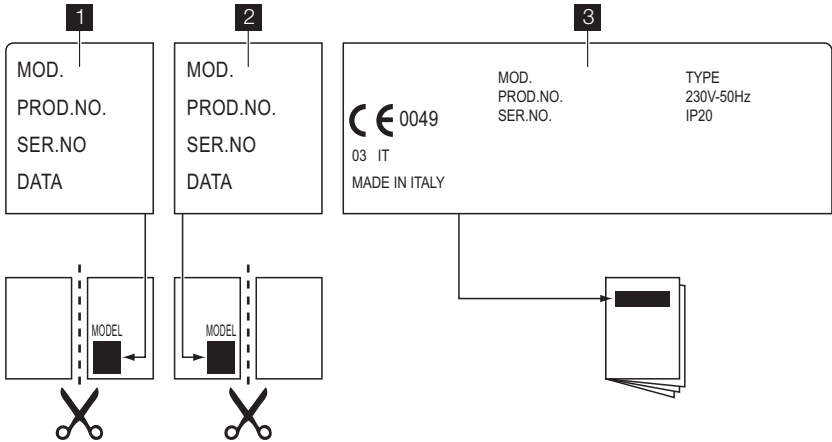 1
MOD.
PROD.NO.
SER.NO
DATA
MODEL
2
MOD.
PROD.NO.
SER.NO
DATA
MODEL
3
CE 0049
03 IT
MADE IN ITALY
MOD.
PROD.NO.
SER.NO.
TYPE
230V-50Hz
IP20